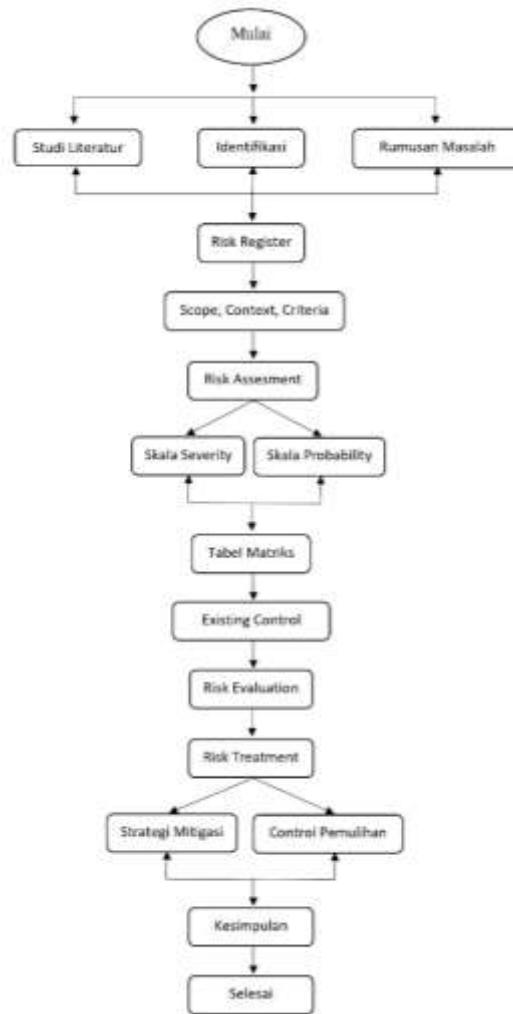 Mulai
Studi Literatur
Identifikasi
Rumusan Masalah
Risk Register
Scope, Context, Criteria
Risk Assesment
Skala Severity
Skala Probability
Tabel Matriks
Existing Control
Risk Evaluation
Risk Treatment
Strategi Mitigasi
Control Pemulihan
Kesimpulan
Selesai